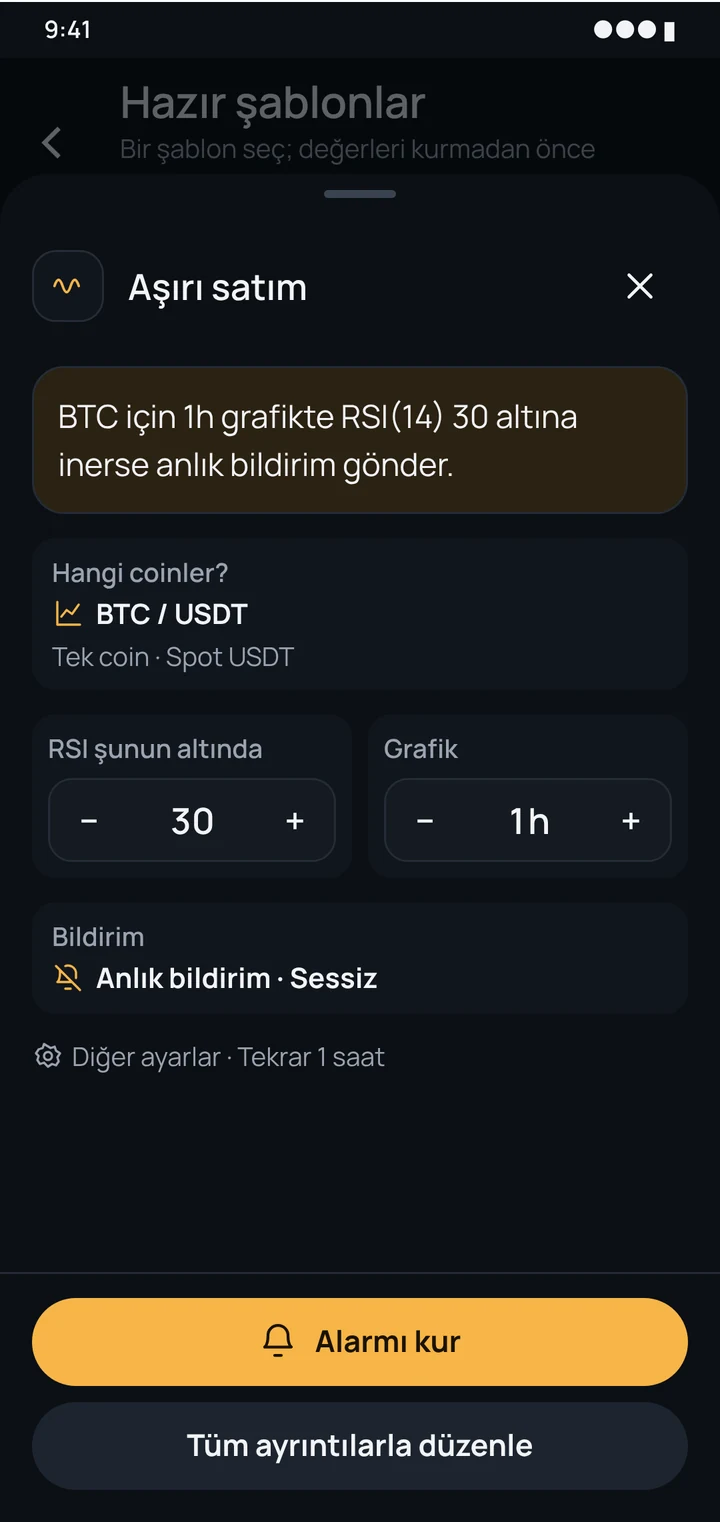 9:41
Hazır şablonlar
Bir şablon seç; değerleri kurmadan önce
Aşırı satım
BTC için 1h grafikte RSI(14) 30 altına
inerse anlık bildirim gönder.
Hangi coinler?
BTC / USDT
Tek coin · Spot USDT
RSI şunun altında
Grafik
− 30 +
− 1h +
Bildirim
Anlık bildirim · Sessiz
Diğer ayarlar · Tekrar 1 saat
Alarmı kur
Tüm ayrıntılarla düzenle